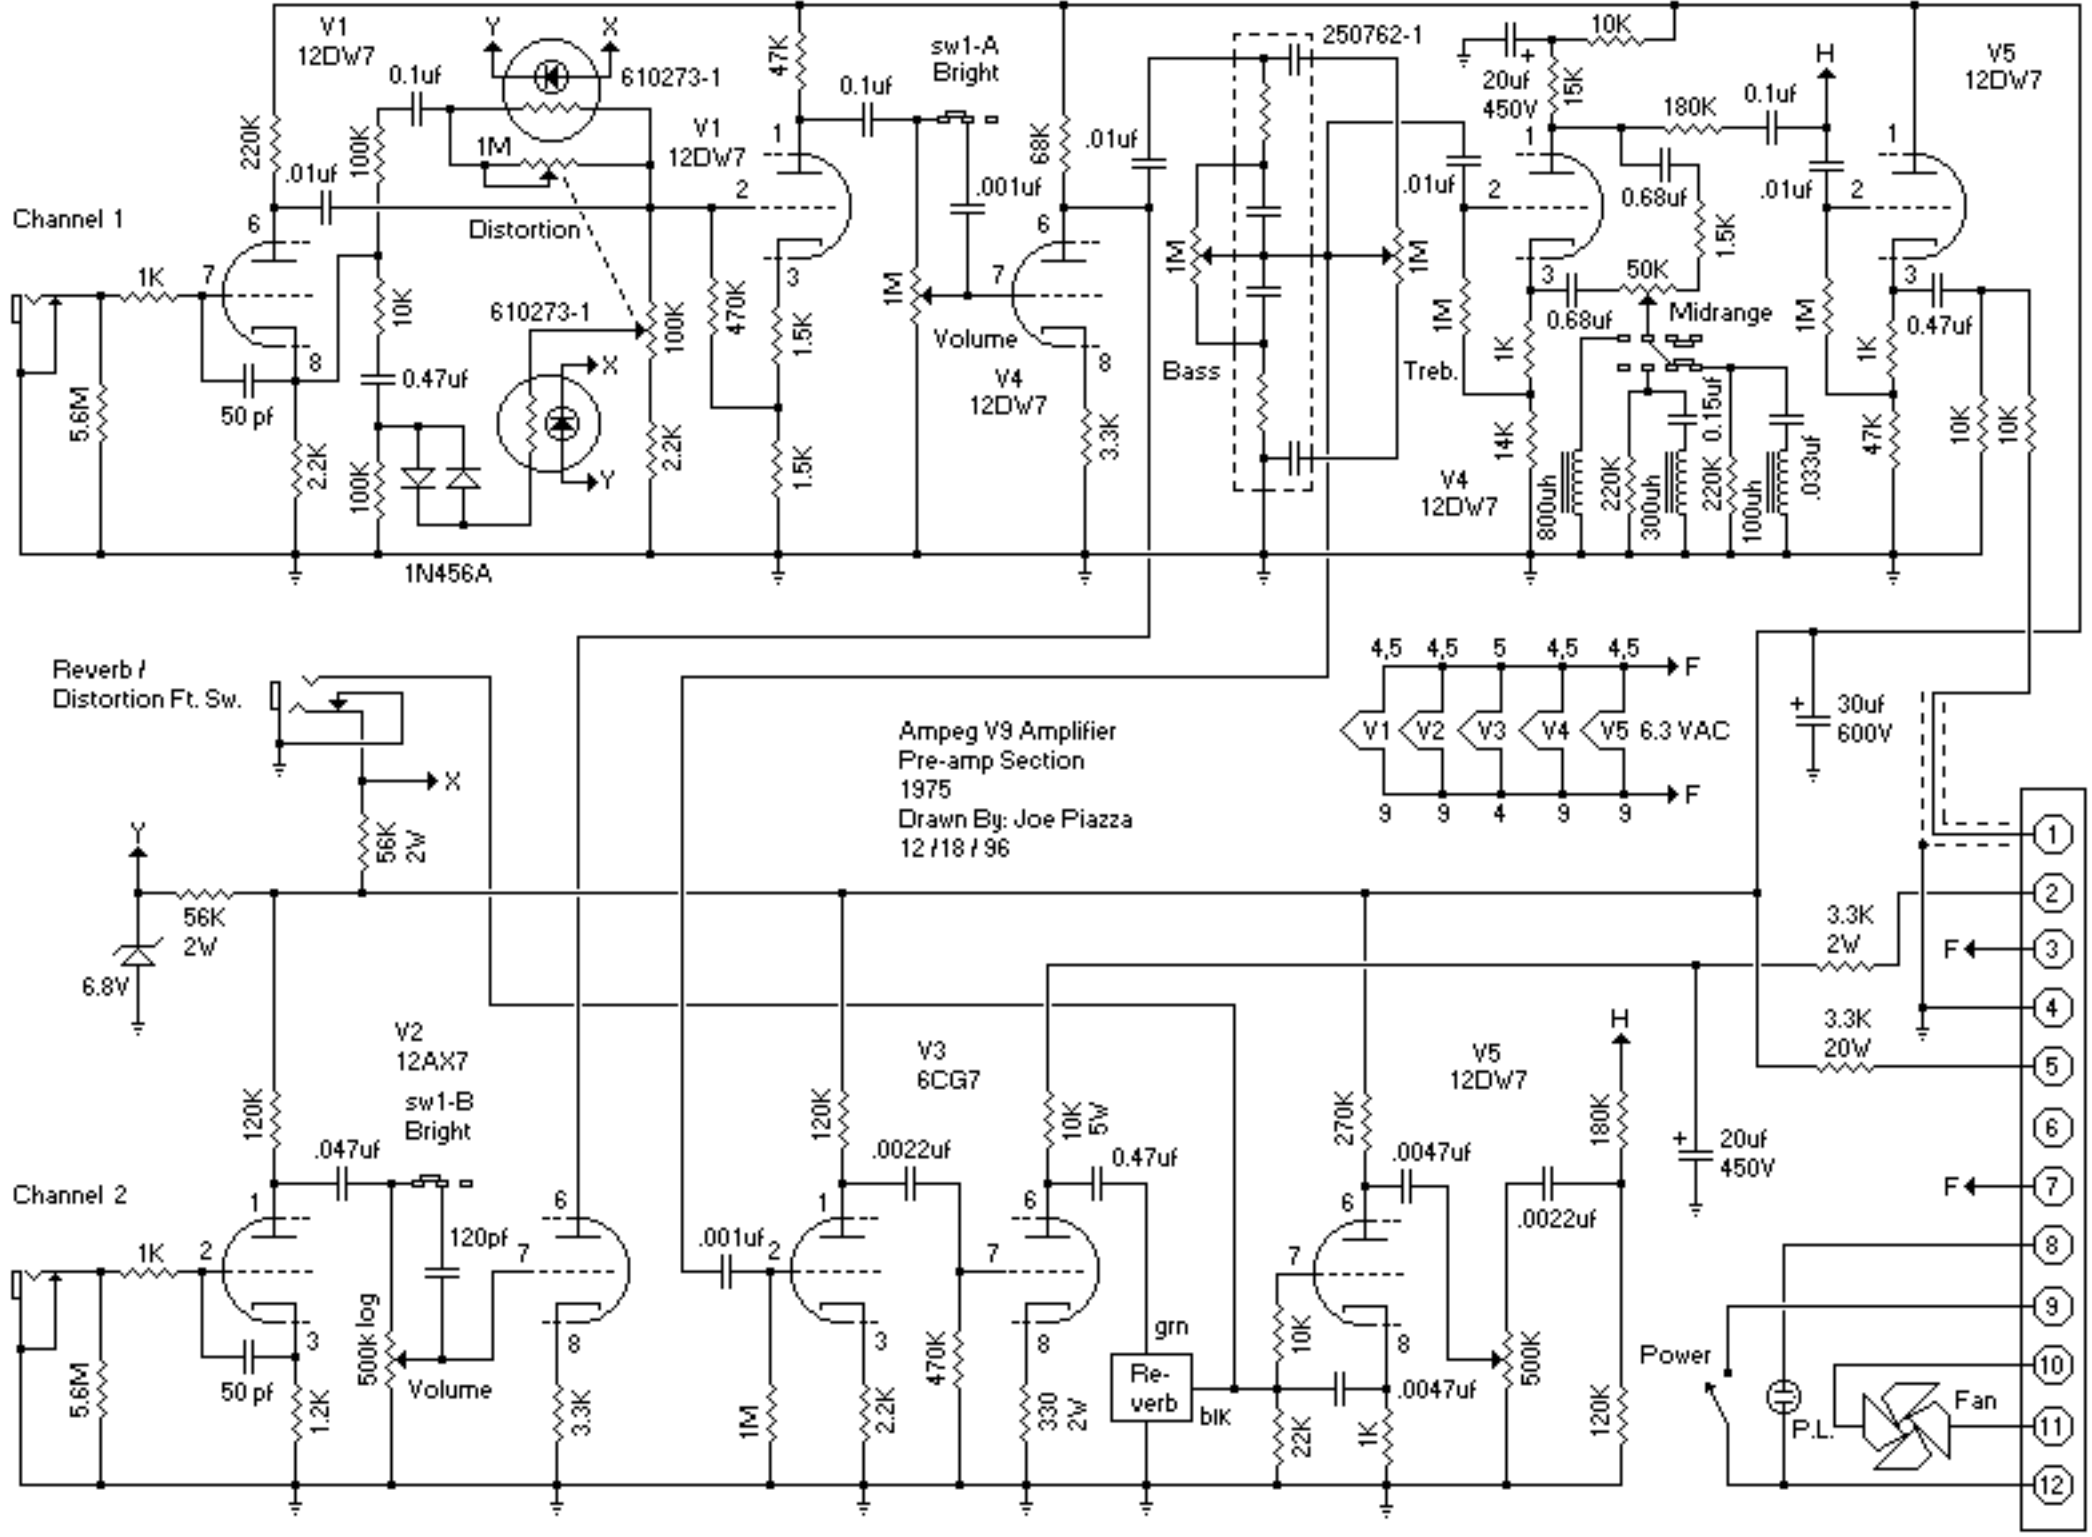 V1
12DW7
Y
X
610273-1
0.1uf
220K
.01uf
100K
1M
Distortion
V1
12DW7
47K
1
2
3
0.1uf
sw1-A
Bright
.001uf
68K
.01uf
250762-1
20uf
450V
+
10K
15K
180K
0.1uf
H
V5
12DW7
Channel 1
1K
6
7
8
10K
50 pf
5.6M
2.2K
0.47uf
100K
1N456A
610273-1
X
Y
100K
2.2K
470K
1.5K
1.5K
1M
Volume
6
7
8
V4
12DW7
3.3K
1M
Bass
1M
Treb.
.01uf
1
2
3
1M
1K
14K
V4
12DW7
0.68uf
1.5K
50K
0.68uf
Midrange
800uh
220K
300uh
0.15uf
220K
100uh
.033uf
.01uf
1
2
3
1M
1K
47K
0.47uf
10K
10K
Reverb /
Distortion Ft. Sw.
X
56K
2W
Y
56K
2W
6.8V
Ampeg V9 Amplifier
Pre-amp Section
1975
Drawn By: Joe Piazza
12 / 18 / 96
4,5
4,5
5
4,5
4,5
F
V1
V2
V3
V4
V5
6.3 VAC
9
9
4
9
9
F
+
30uf
600V
1
2
3
4
5
6
7
8
9
10
11
12
3.3K
2W
F
3.3K
20W
F
+
20uf
450V
Channel 2
1K
5.6M
50 pf
1.2K
120K
1
2
3
V2
12AX7
sw1-B
Bright
.047uf
120pf
500K log
Volume
6
7
8
3.3K
.001uf
1M
120K
1
2
3
2.2K
V3
6CG7
.0022uf
470K
10K
5W
6
7
8
330
2W
0.47uf
grn
Re-
verb
blk
270K
6
7
8
10K
22K
.0047uf
1K
V5
12DW7
.0047uf
500K
.0022uf
H
180K
120K
Power
P.L.
Fan